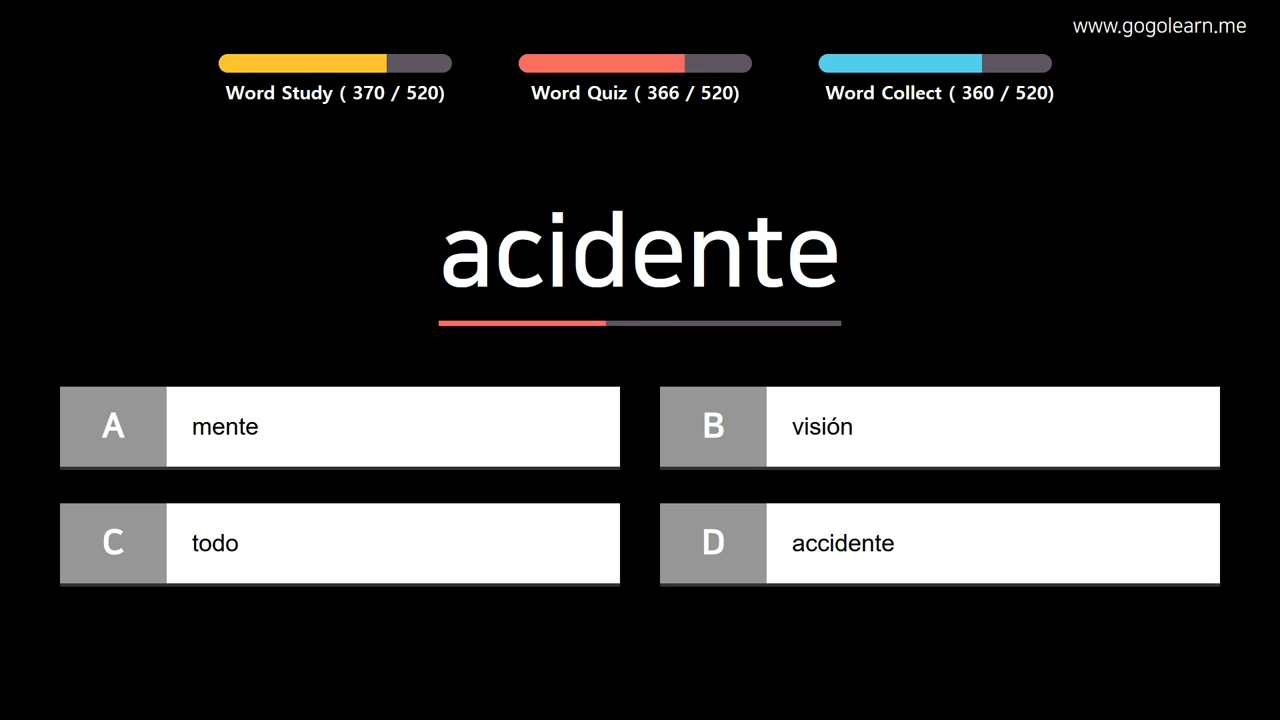 www.gogolearn.me
Word Study ( 370 / 520)
Word Quiz ( 366 / 520)
Word Collect ( 360 / 520)
acidente
A mente
B visión
C todo
D accidente